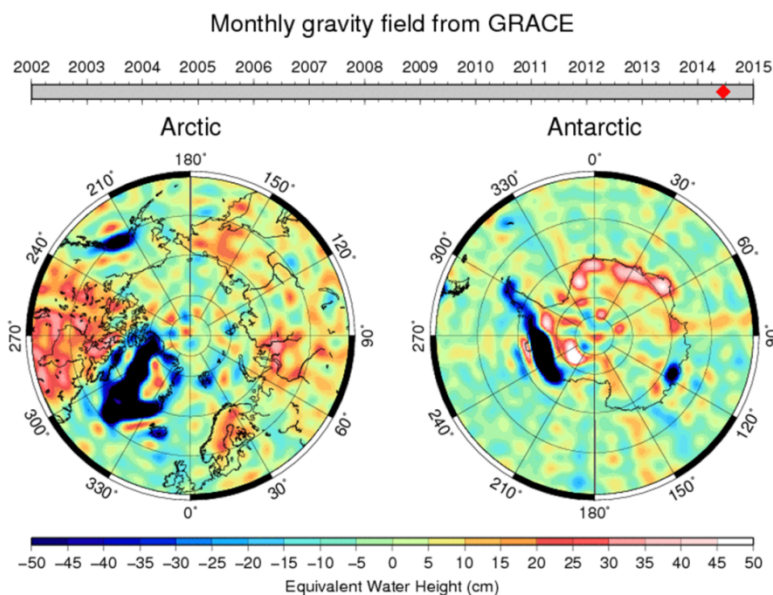 Monthly gravity field from GRACE
2002 2003 2004 2005 2006 2007 2008 2009 2010 2011 2012 2013 2014 2015
Arctic Antarctic
180° 0°
210° 150° 330° 30°
240° 120° 300° 60°
270° 90° 270° 90°
300° 60° 240° 120°
330° 30° 210° 150°
0° 180°
−50 −45 −35 −30 −25 −20 −15 −10 −5 0 5 10 15 20 25 30 35 40 45 50
Equivalent Water Height (cm)